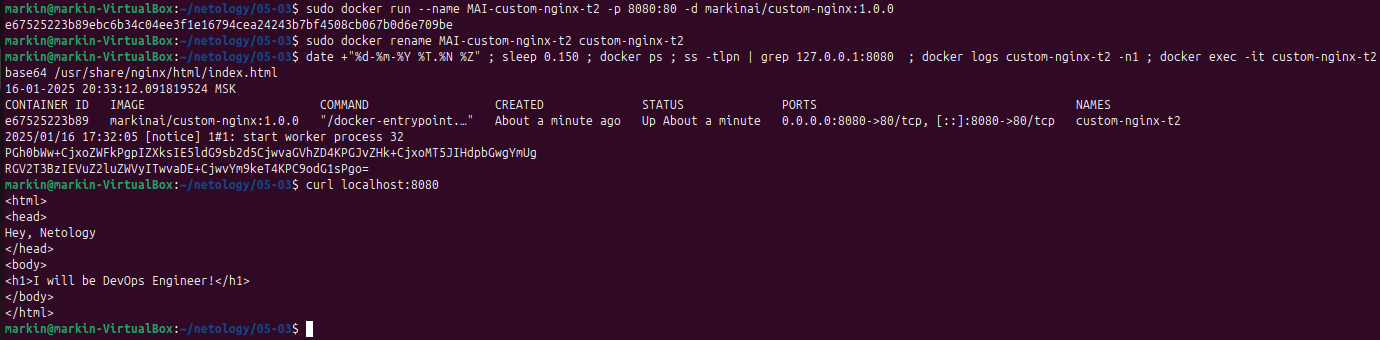 markin@markin-VirtualBox:~/netology/05-03$ sudo docker run --name MAI-custom-nginx-t2 -p 8080:80 -d markinai/custom-nginx:1.0.0
e67525223b89ebc6b34c04ee3f1e16794cea24243b7bf4508cb067b0d6e709be
markin@markin-VirtualBox:~/netology/05-03$ sudo docker rename MAI-custom-nginx-t2 custom-nginx-t2
markin@markin-VirtualBox:~/netology/05-03$ date +"%d-%m-%Y %T.%N %Z" ; sleep 0.150 ; docker ps ; ss -tlpn | grep 127.0.0.1:8080  ; docker logs custom-nginx-t2 -n1 ; docker exec -it custom-nginx-t2
base64 /usr/share/nginx/html/index.html
16-01-2025 20:33:12.091819524 MSK
CONTAINER ID   IMAGE                         COMMAND                  CREATED              STATUS              PORTS                                     NAMES
e67525223b89   markinai/custom-nginx:1.0.0   "/docker-entrypoint.…"   About a minute ago   Up About a minute   0.0.0.0:8080->80/tcp, [::]:8080->80/tcp   custom-nginx-t2
2025/01/16 17:32:05 [notice] 1#1: start worker process 32
PGh0bWw+CjxoZWFkPgpIZXksIE5ldG9sb2d5CjwvaGVhZD4KPGJvZHk+CjxoMT5JIHdpbGwgYmUg
RGV2T3BzIEVuZ2luZWVyITwvaDE+CjwvYm9keT4KPC9odG1sPgo=
markin@markin-VirtualBox:~/netology/05-03$ curl localhost:8080
<html>
<head>
Hey, Netology
</head>
<body>
<h1>I will be DevOps Engineer!</h1>
</body>
</html>
markin@markin-VirtualBox:~/netology/05-03$